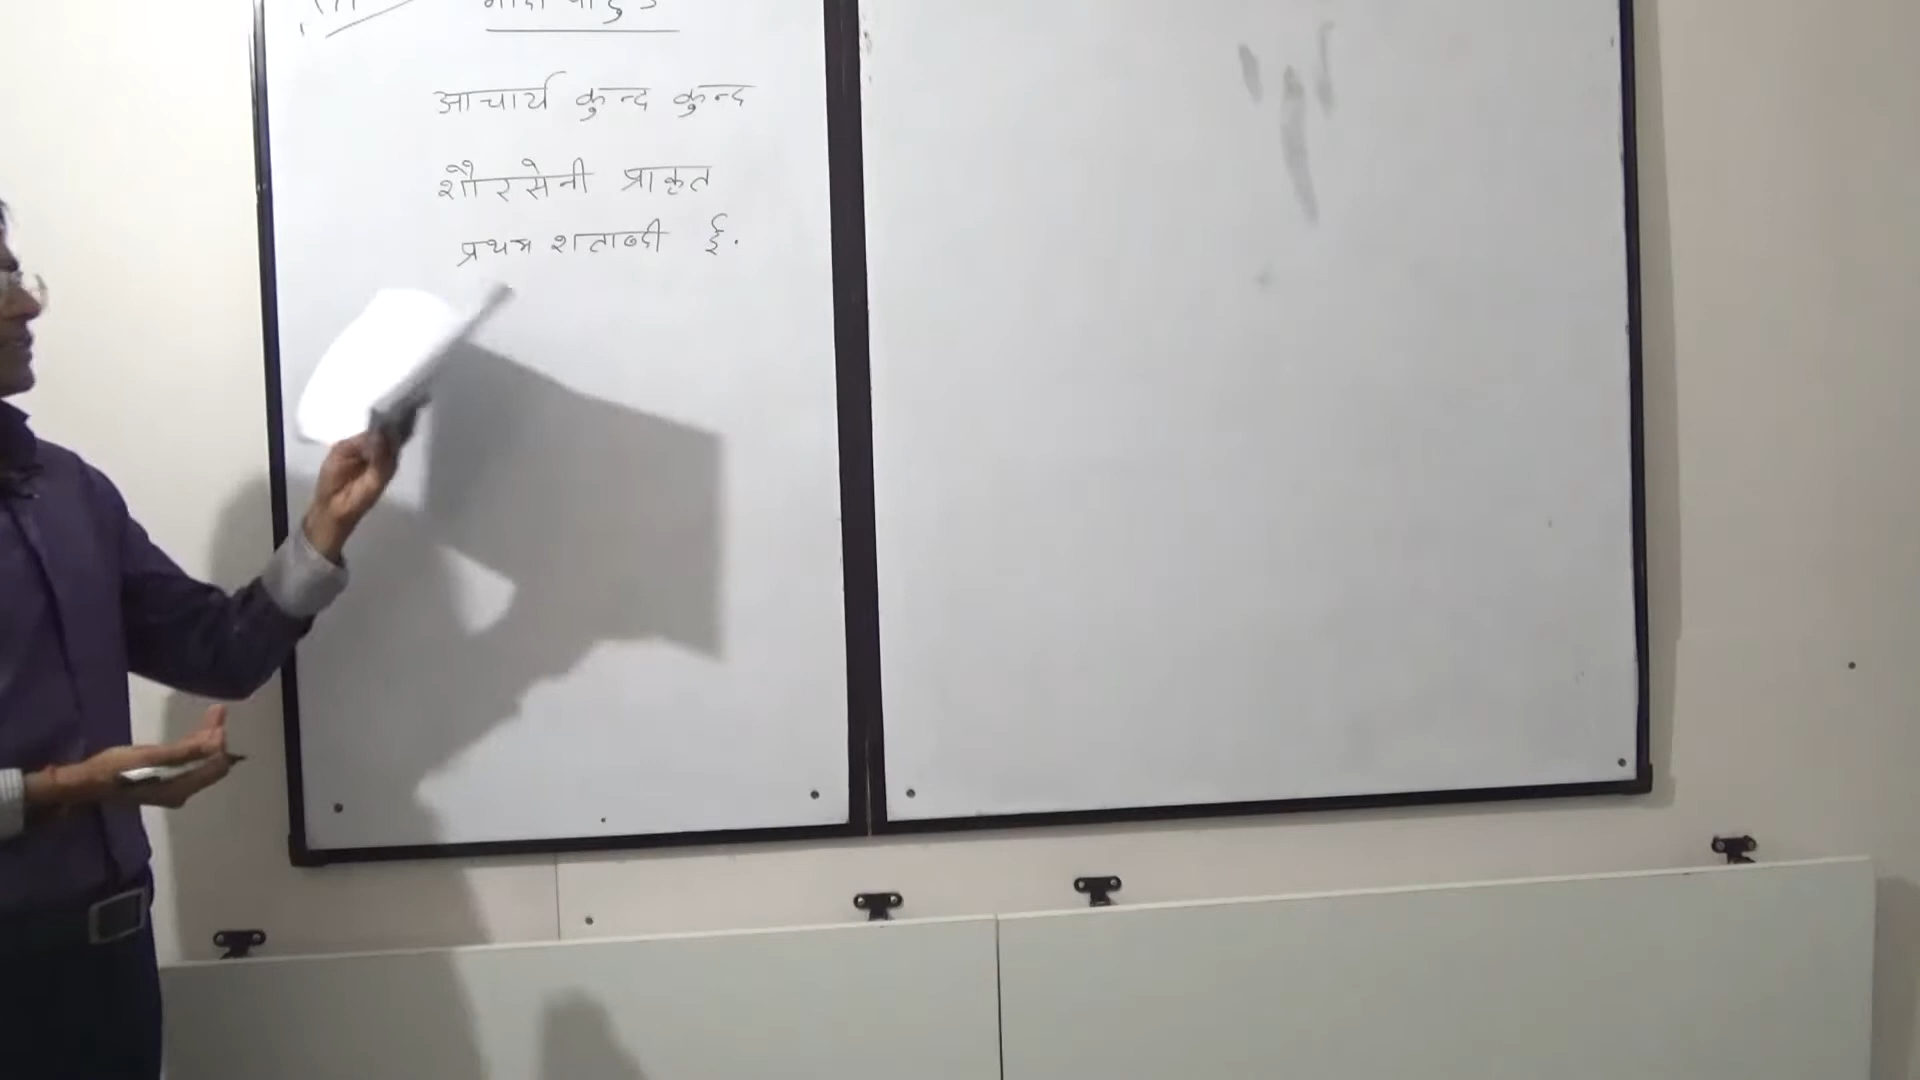 आचार्य कुन्द कुन्द
शौरसेनी प्राकृत
प्रथम शताब्दी ई.